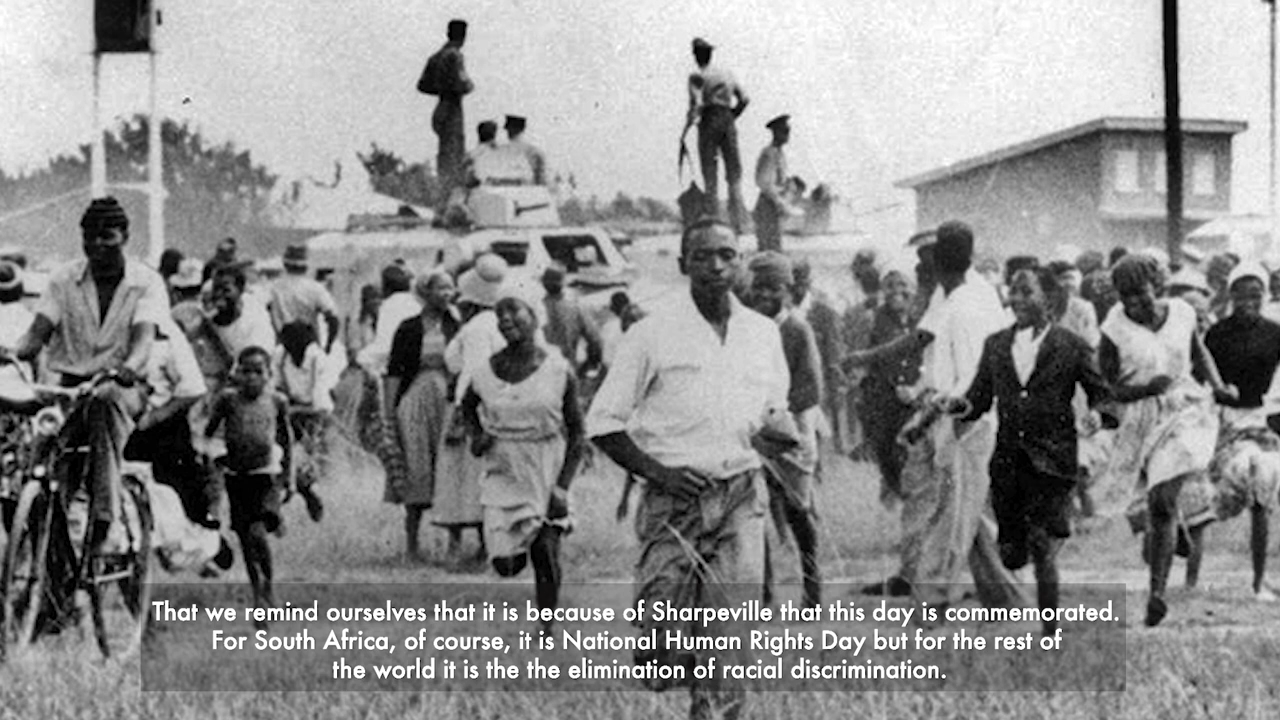 That we remind ourselves that it is because of Sharpeville that this day is commemorated.
For South Africa, of course, it is National Human Rights Day but for the rest of
the world it is the the elimination of racial discrimination.